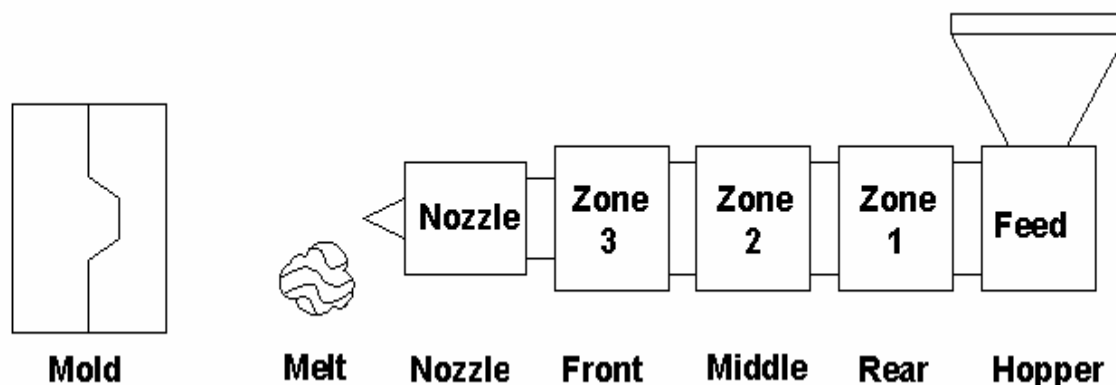 Nozzle
Zone
3
Zone
2
Zone
1
Feed
Mold
Melt
Nozzle
Front
Middle
Rear
Hopper